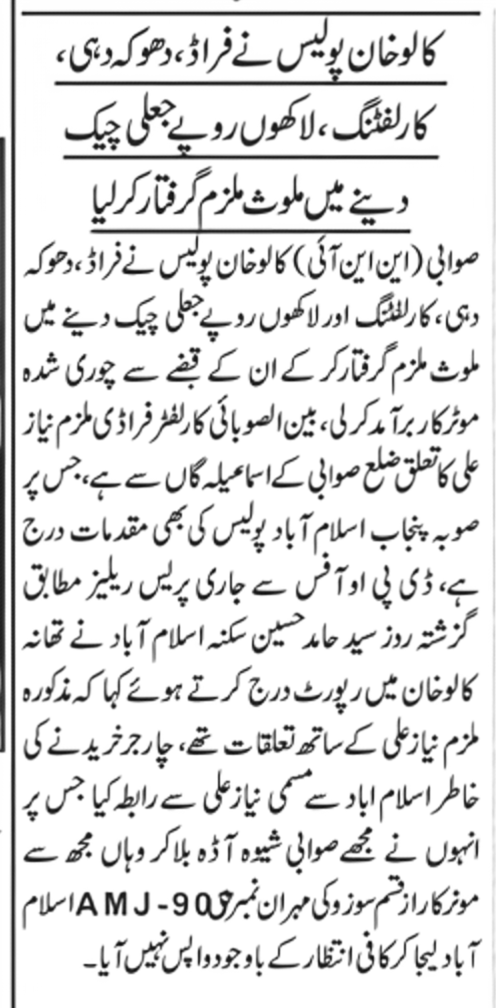 کالوخان پولیس نے فراڈ، دھوکہ دہی،
کارلفٹنگ، لاکھوں روپے جعلی چیک
دینے میں ملوث ملزم گرفتار کرلیا
صوابی (این این آئی) کالوخان پولیس نے فراڈ، دھوکہ
دہی، کارلفٹنگ اور لاکھوں روپے جعلی چیک دینے میں
ملوث ملزم گرفتار کر کے ان کے قبضے سے چوری شدہ
موٹر کار برآمد کر لی، بین الصوبائی کارلفٹر فراڈی ملزم نیاز
علی کا تعلق ضلع صوابی کے اسماعیلہ گاں سے ہے، جس پر
صوبہ پنجاب اسلام آباد پولیس کی بھی مقدمات درج
ہے، ڈی پی او آفس سے جاری پریس ریلیز مطابق
گزشتہ روز سید حامد حسین سکنہ اسلام آباد نے تھانہ
کالوخان میں رپورٹ درج کرتے ہوئے کہا کہ مذکورہ
ملزم نیاز علی کے ساتھ تعلقات تھے، چارجر خریدنے کی
خاطر اسلام اباد سے مسمی نیاز علی سے رابطہ کیا جس پر
انہوں نے مجھے صوابی شیوہ آڈہ بلا کر وہاں مجھ سے
موٹر کار از قسم سوزوکی مہران نمبری AMJ-90 اسلام
آباد لیجا کر کافی انتظار کے باوجود واپس نہیں آیا۔